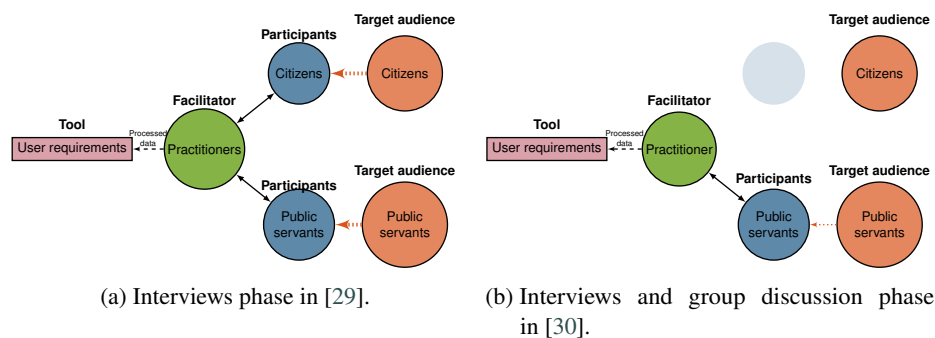 Target audience
Participants
Citizens
Citizens
Facilitator
Tool
Processed
data
User requirements
Practitioners
Participants
Target audience
Public
servants
Public
servants
(a) Interviews phase in [29].
Target audience
Citizens
Facilitator
Tool
Processed
data
User requirements
Practitioner
Participants
Target audience
Public
servants
Public
servants
(b) Interviews and group discussion phase
in [30].